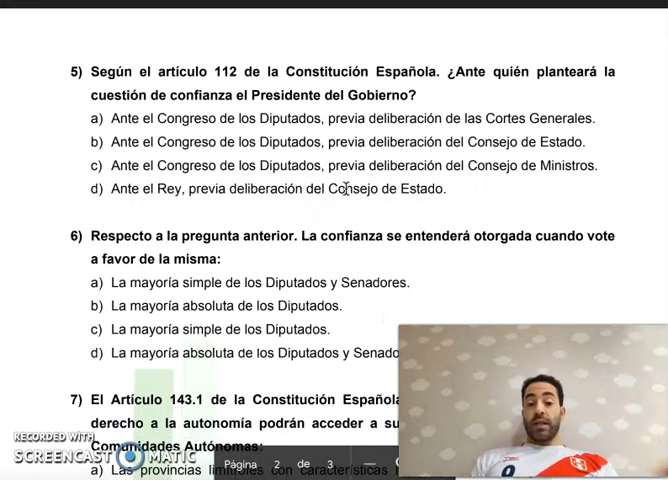 5) Según el artículo 112 de la Constitución Española. ¿Ante quién planteará la
cuestión de confianza el Presidente del Gobierno?
a) Ante el Congreso de los Diputados, previa deliberación de las Cortes Generales.
b) Ante el Congreso de los Diputados, previa deliberación del Consejo de Estado.
c) Ante el Congreso de los Diputados, previa deliberación del Consejo de Ministros.
d) Ante el Rey, previa deliberación del Consejo de Estado.
6) Respecto a la pregunta anterior. La confianza se entenderá otorgada cuando vote
a favor de la misma:
a) La mayoría simple de los Diputados y Senadores.
b) La mayoría absoluta de los Diputados.
c) La mayoría simple de los Diputados.
d) La mayoría absoluta de los Diputados y Senado
7) El Artículo 143.1 de la Constitución Española
derecho a la autonomía podrán acceder a su
Comunidades Autónomas:
a) Las provincias limítrofes con características
RECORDED WITH
SCREENCAST MATIC
Página 2 de 3